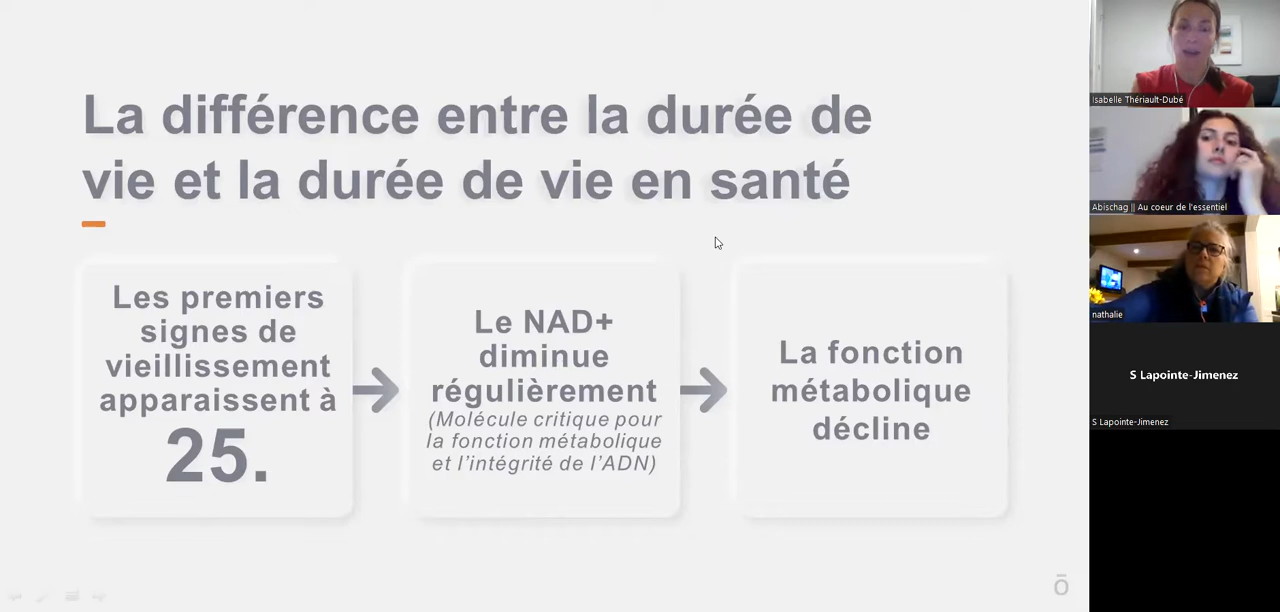 La différence entre la durée de
vie et la durée de vie en santé
Les premiers
signes de
vieillissement
apparaissent à
25.
Le NAD+
diminue
régulièrement
(Molécule critique pour
la fonction métabolique
et l'intégrité de l'ADN)
La fonction
métabolique
décline
ō
Isabelle Thériault-Dubé
Abischag || Au coeur de l'essentiel
nathalie
S Lapointe-Jimenez
S Lapointe-Jimenez